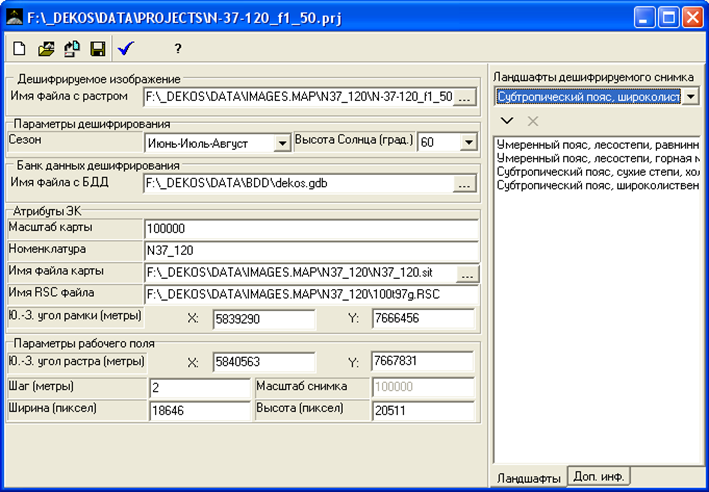 F:\_DEKOS\DATA\PROJECTS\N-37-120_f1_50.prj
?
Дешифрируемое изображение
Имя файла с растром F:\_DEKOS\DATA\IMAGES.MAP\N37_120\N-37-120_f1_50 ...
Параметры дешифрирования
Сезон Июнь-Июль-Август Высота Солнца (град.) 60
Банк данных дешифрирования
Имя файла с БДД F:\_DEKOS\DATA\BDD\dekos.gdb ...
Атрибуты ЭК
Масштаб карты 100000
Номенклатура N37_120
Имя файла карты F:\_DEKOS\DATA\IMAGES.MAP\N37_120\N37_120.sit ...
Имя RSC файла F:\_DEKOS\DATA\IMAGES.MAP\N37_120\100t97g.RSC
Ю.-З. угол рамки (метры) X: 5839290 Y: 7666456
Параметры рабочего поля
Ю.-З. угол растра (метры) X: 5840563 Y: 7667831
Шаг (метры) 2 Масштаб снимка 100000
Ширина (пиксел) 18646 Высота (пиксел) 20511
Ландшафты дешифрируемого снимка
Субтропический пояс, широколист
Умеренный пояс, лесостепи, равнинн
Умеренный пояс, лесостепи, горная м
Субтропический пояс, сухие степи, хол
Субтропический пояс, широколиствен
Ландшафты Доп. инф.